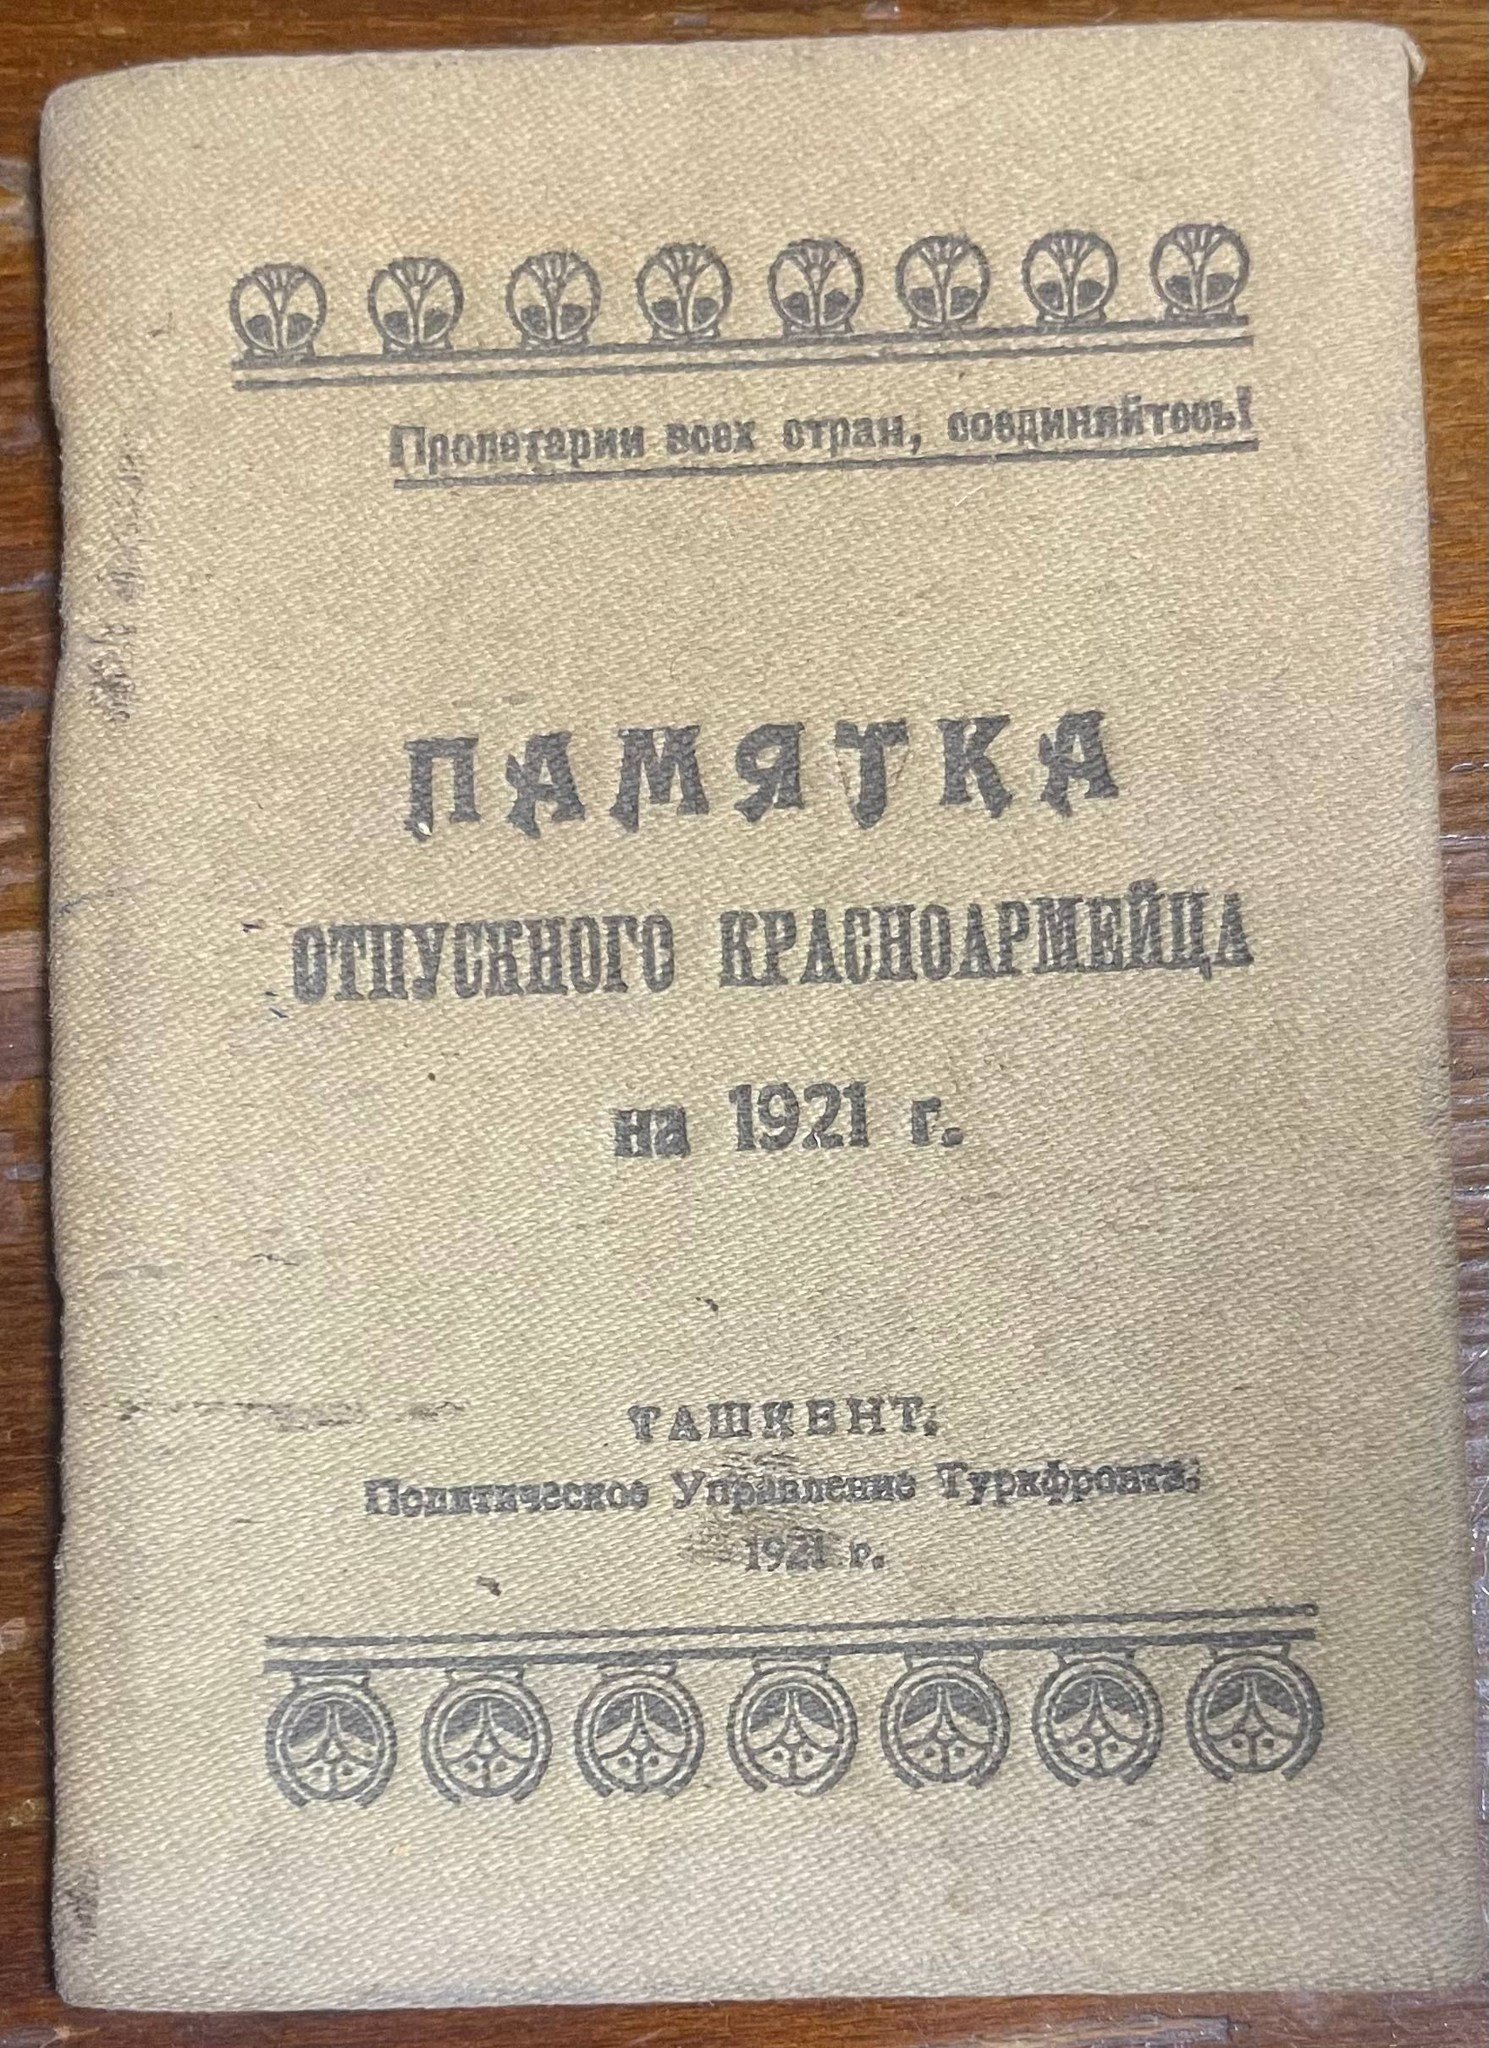 Пролетарии всех стран, соединяйтесь!
ПАМЯТКА
ОТПУСКНОГО КРАСНОАРМЕЙЦА
на 1921 г.
ТАШКЕНТ.
Политическое Управление Туркфронта.
1921 г.